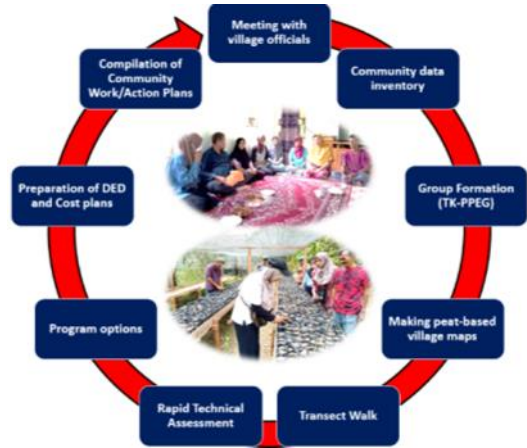 Meeting with
village officials
Community data
inventory
Group Formation
(TK-PPEG)
Making peat-based
village maps
Transect Walk
Rapid Technical
Assessment
Program options
Preparation of DED
and Cost plans
Compilation of
Community
Work/Action Plans